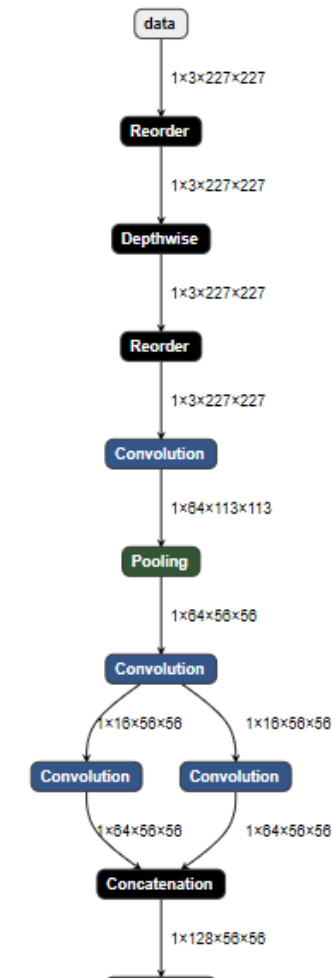 data
1×3×227×227
Reorder
1×3×227×227
Depthwise
1×3×227×227
Reorder
1×3×227×227
Convolution
1×64×113×113
Pooling
1×64×56×56
Convolution
1×16×56×56 1×16×56×56
Convolution Convolution
1×64×56×56 1×64×56×56
Concatenation
1×128×56×56